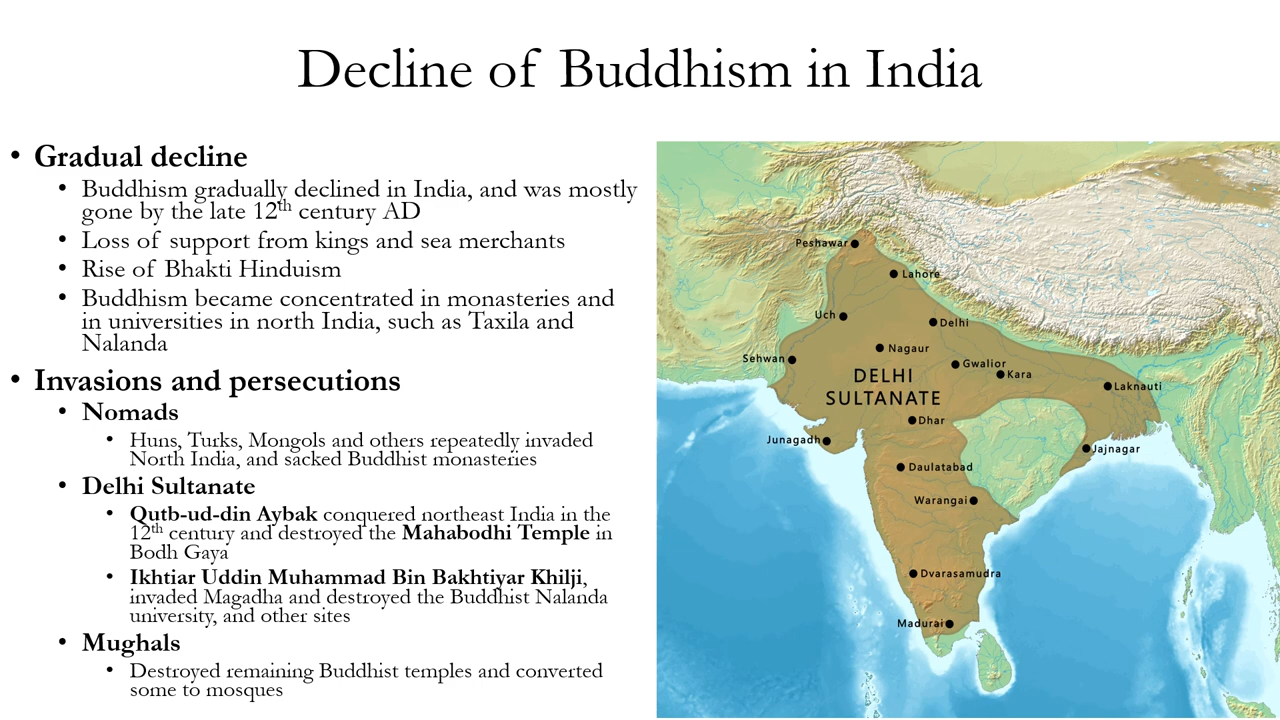 Decline of Buddhism in India
• Gradual decline
• Buddhism gradually declined in India, and was mostly
gone by the late 12th century AD
• Loss of support from kings and sea merchants
• Rise of Bhakti Hinduism
• Buddhism became concentrated in monasteries and
in universities in north India, such as Taxila and
Nalanda
• Invasions and persecutions
• Nomads
• Huns, Turks, Mongols and others repeatedly invaded
North India, and sacked Buddhist monasteries
• Delhi Sultanate
• Qutb-ud-din Aybak conquered northeast India in the
12th century and destroyed the Mahabodhi Temple in
Bodh Gaya
• Ikhtiar Uddin Muhammad Bin Bakhtiyar Khilji,
invaded Magadha and destroyed the Buddhist Nalanda
university, and other sites
• Mughals
• Destroyed remaining Buddhist temples and converted
some to mosques
Peshawar
Lahore
Uch
Delhi
Nagaur
Sehwan
Gwalior
Kara
DELHI
SULTANATE
Laknauti
Dhar
Junagadh
Jajnagar
Daulatabad
Warangai
Dvarasamudra
Madurai